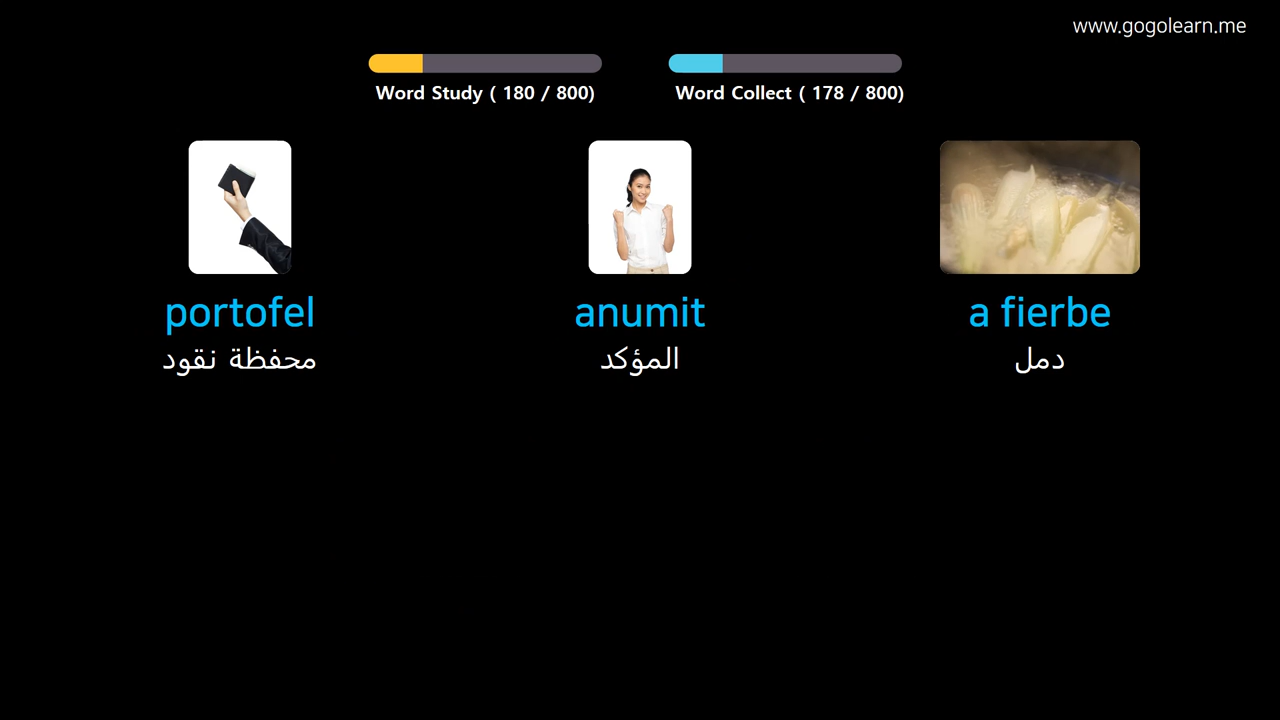 www.gogolearn.me
Word Study ( 180 / 800)
Word Collect ( 178 / 800)
portofel
anumit
a fierbe
محفظة نقود
المؤكد
دمل